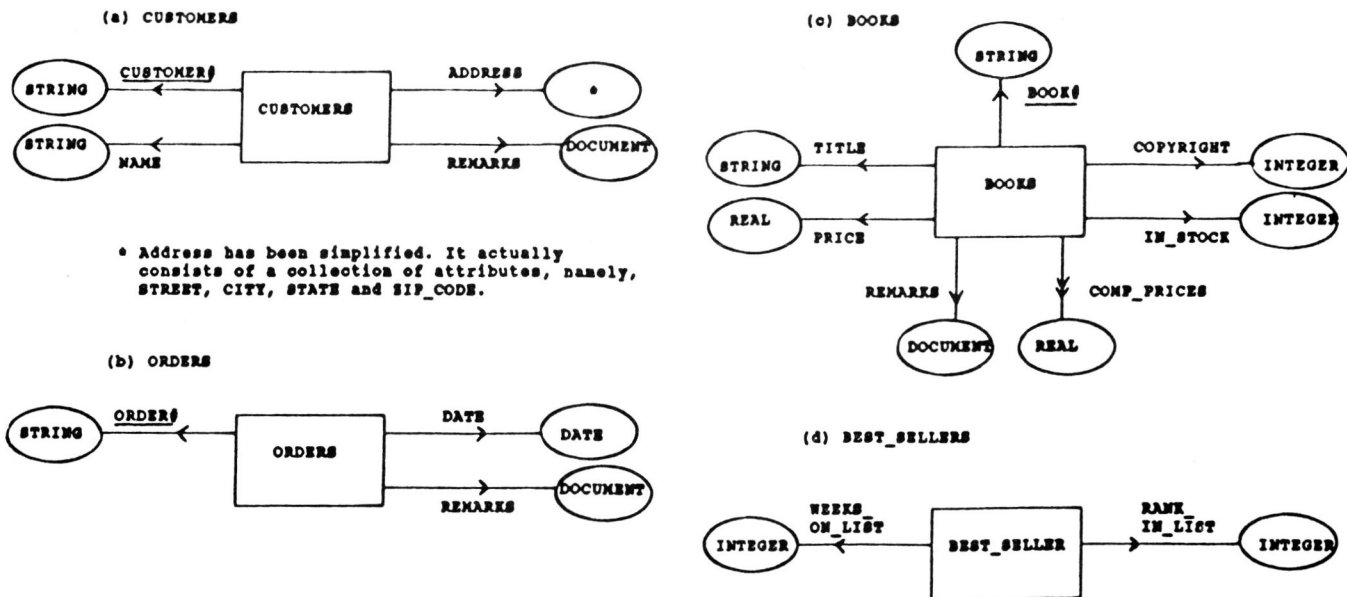 (a) CUSTOMERS
STRING
CUSTOMER#
CUSTOMERS
ADDRESS
*
STRING
NAME
REMARKS
DOCUMENT
* Address has been simplified. It actually
consists of a collection of attributes, namely,
STREET, CITY, STATE and ZIP_CODE.
(b) ORDERS
STRING
ORDER#
ORDERS
DATE
DATE
REMARKS
DOCUMENT
(c) BOOKS
STRING
BOOK#
STRING
TITLE
BOOKS
COPYRIGHT
INTEGER
REAL
PRICE
IN_STOCK
INTEGER
REMARKS
COMP_PRICES
DOCUMENT
REAL
(d) BEST_SELLERS
INTEGER
WEEKS_
ON_LIST
BEST_SELLER
RANK_
IN_LIST
INTEGER